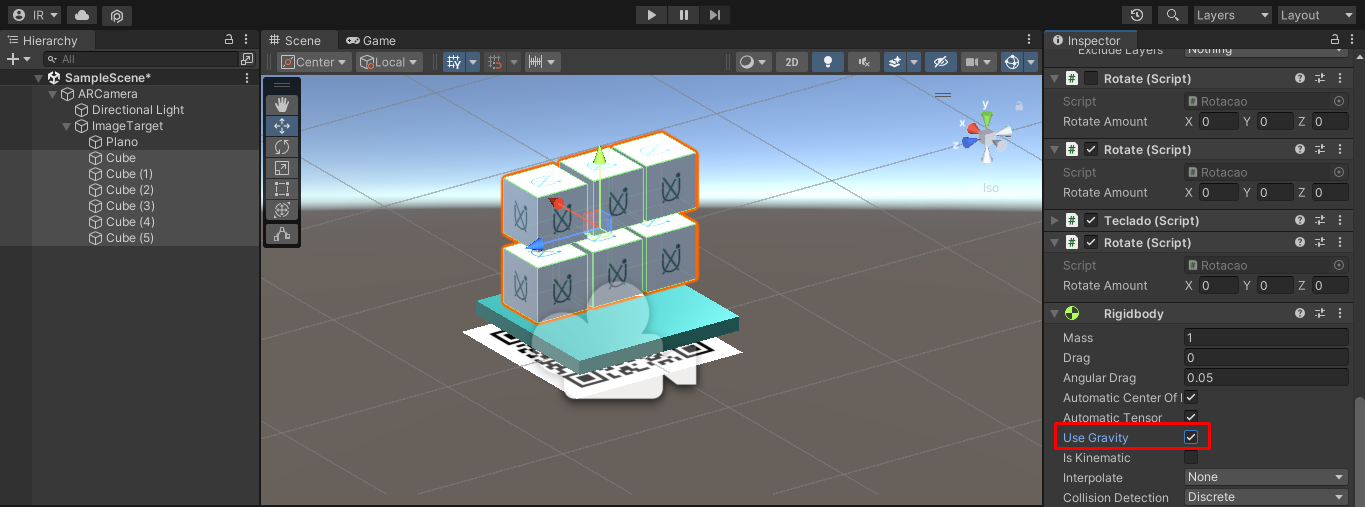 IR
Layers
Layout
Hierarchy
All
SampleScene*
ARCamera
Directional Light
ImageTarget
Plano
Cube
Cube (1)
Cube (2)
Cube (3)
Cube (4)
Cube (5)
Scene
Game
Center
Local
2D
y
x
z
Iso
Inspector
Exclude Layers Nothing
Rotate (Script)
Script Rotacao
Rotate Amount X 0 Y 0 Z 0
Rotate (Script)
Script Rotacao
Rotate Amount X 0 Y 0 Z 0
Teclado (Script)
Rotate (Script)
Script Rotacao
Rotate Amount X 0 Y 0 Z 0
Rigidbody
Mass 1
Drag 0
Angular Drag 0.05
Automatic Center Of
Automatic Tensor
Use Gravity
Is Kinematic
Interpolate None
Collision Detection Discrete